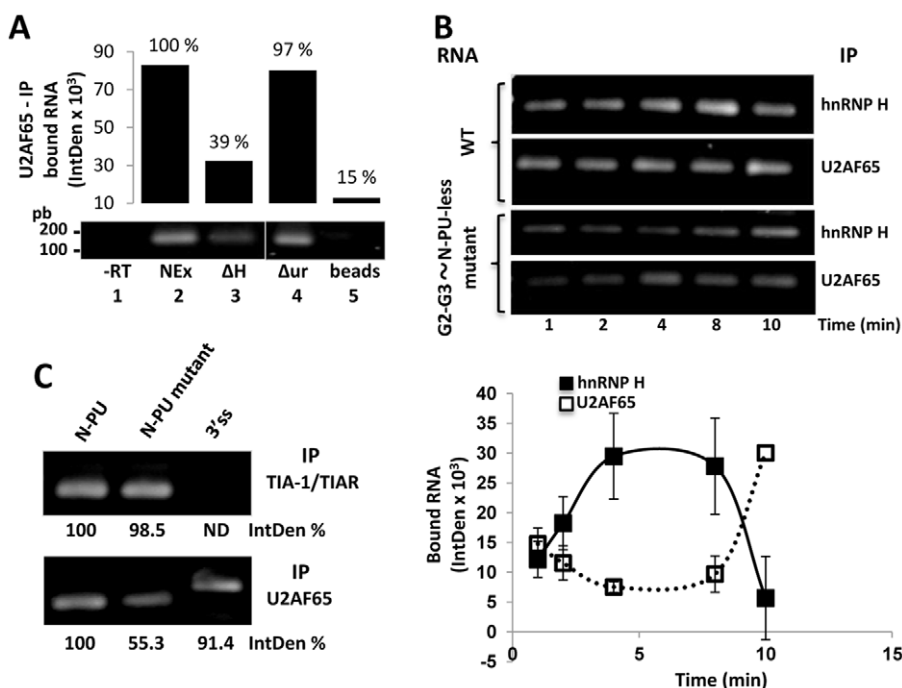 A
U2AF65 - IP
bound RNA
(IntDen x 10³)
90
70
50
30
10
100 %
39 %
97 %
15 %
pb
200
100
-RT NEx ΔH Δur beads
1 2 3 4 5
B
RNA IP
WT
hnRNP H
U2AF65
G2-G3~N-PU-less
mutant
hnRNP H
U2AF65
1 2 4 8 10 Time (min)
C
N-PU N-PU mutant 3'ss
IP
TIA-1/TIAR
100 98.5 ND IntDen %
IP
U2AF65
100 55.3 91.4 IntDen %
hnRNP H
U2AF65
Bound RNA
(IntDen x 10³)
40
35
30
25
20
15
10
5
0
-5
0 5 10 15
Time (min)